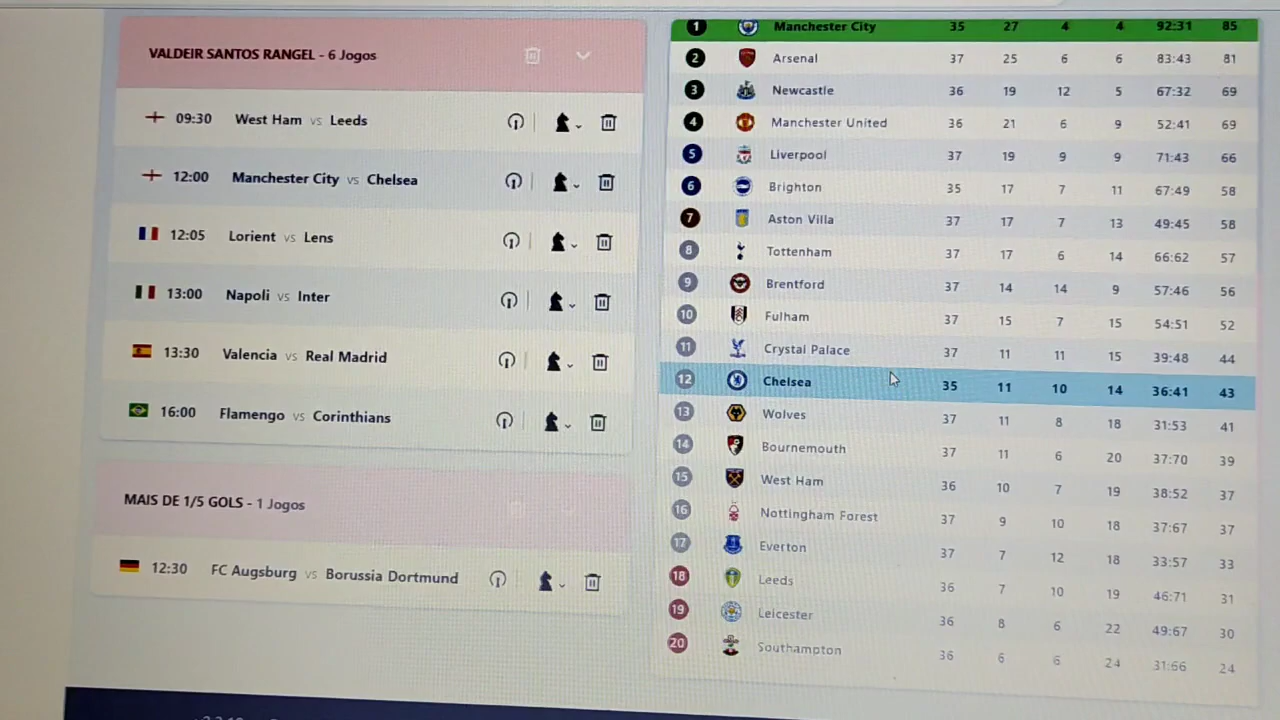 VALDEIR SANTOS RANGEL - 6 Jogos
09:30 West Ham vs Leeds
12:00 Manchester City vs Chelsea
12:05 Lorient vs Lens
13:00 Napoli vs Inter
13:30 Valencia vs Real Madrid
16:00 Flamengo vs Corinthians
MAIS DE 1/5 GOLS - 1 Jogos
12:30 FC Augsburg vs Borussia Dortmund
1 Manchester City 35 27 4 4 92:31 85
2 Arsenal 37 25 6 6 83:43 81
3 Newcastle 36 19 12 5 67:32 69
4 Manchester United 36 21 6 9 52:41 69
5 Liverpool 37 19 9 9 71:43 66
6 Brighton 35 17 7 11 67:49 58
7 Aston Villa 37 17 7 13 49:45 58
8 Tottenham 37 17 6 14 66:62 57
9 Brentford 37 14 14 9 57:46 56
10 Fulham 37 15 7 15 54:51 52
11 Crystal Palace 37 11 11 15 39:48 44
12 Chelsea 35 11 10 14 36:41 43
13 Wolves 37 11 8 18 31:53 41
14 Bournemouth 37 11 6 20 37:70 39
15 West Ham 36 10 7 19 38:52 37
16 Nottingham Forest 37 9 10 18 37:67 37
17 Everton 37 7 12 18 33:57 33
18 Leeds 36 7 10 19 46:71 31
19 Leicester 36 8 6 22 49:67 30
20 Southampton 36 6 6 24 31:66 24